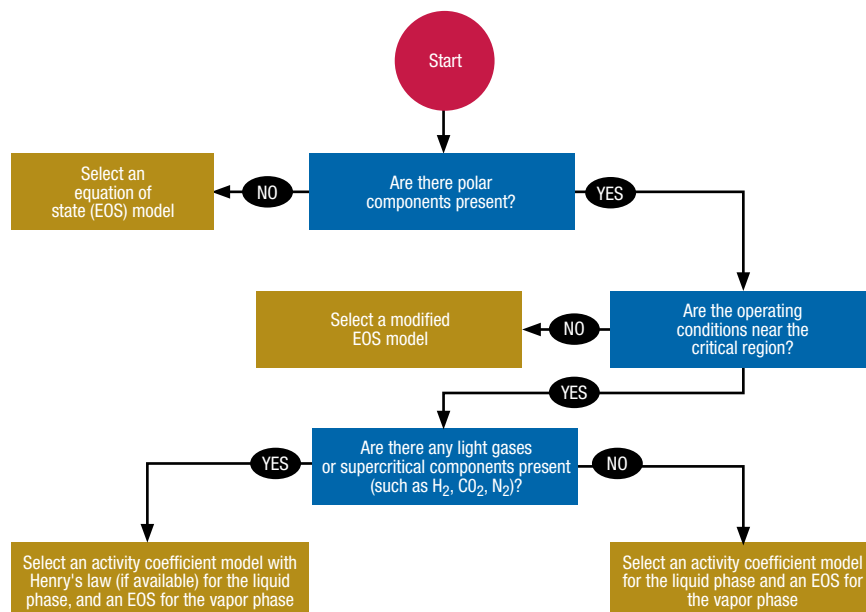 Start
Are there polar
components present?
NO
YES
Select an
equation of
state (EOS) model
Are the operating
conditions near the
critical region?
NO
YES
Select a modified
EOS model
Are there any light gases
or supercritical components present
(such as H₂, CO₂, N₂)?
YES
NO
Select an activity coefficient model with
Henry's law (if available) for the liquid
phase, and an EOS for the vapor phase
Select an activity coefficient model
for the liquid phase and an EOS for
the vapor phase